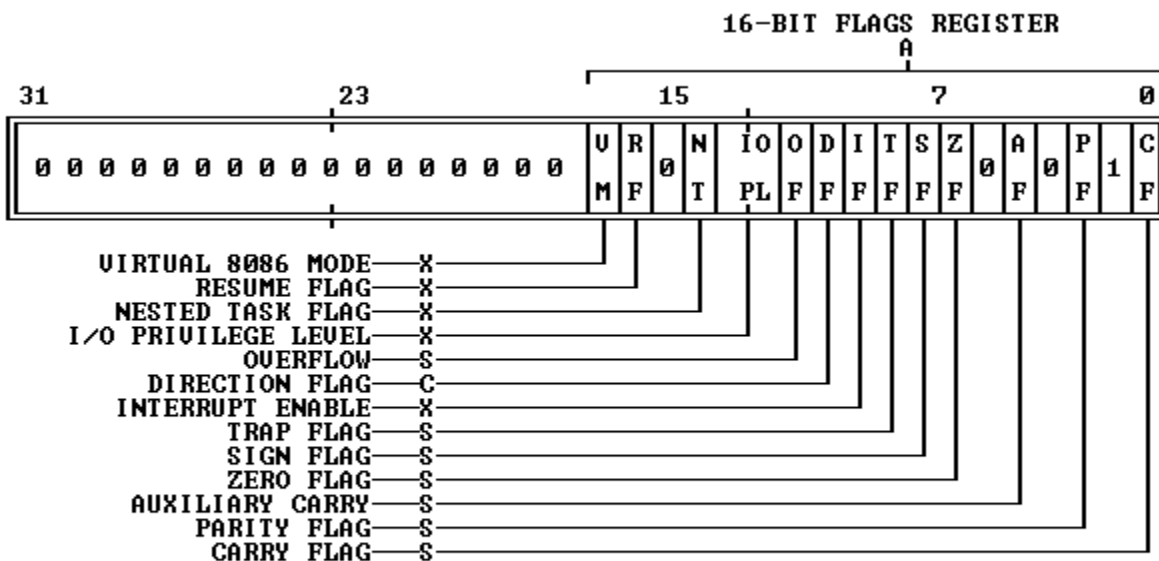 16-BIT FLAGS REGISTER
A
31 23 15 7 0
0 0 0 0 0 0 0 0 0 0 0 0 0 0 0 0 0 V R 0 N IO O D I T S Z 0 A 0 P 1 C
M F T PL F F F F F F F F F
VIRTUAL 8086 MODE X
RESUME FLAG X
NESTED TASK FLAG X
I/O PRIVILEGE LEVEL X
OVERFLOW S
DIRECTION FLAG C
INTERRUPT ENABLE X
TRAP FLAG S
SIGN FLAG S
ZERO FLAG S
AUXILIARY CARRY S
PARITY FLAG S
CARRY FLAG S